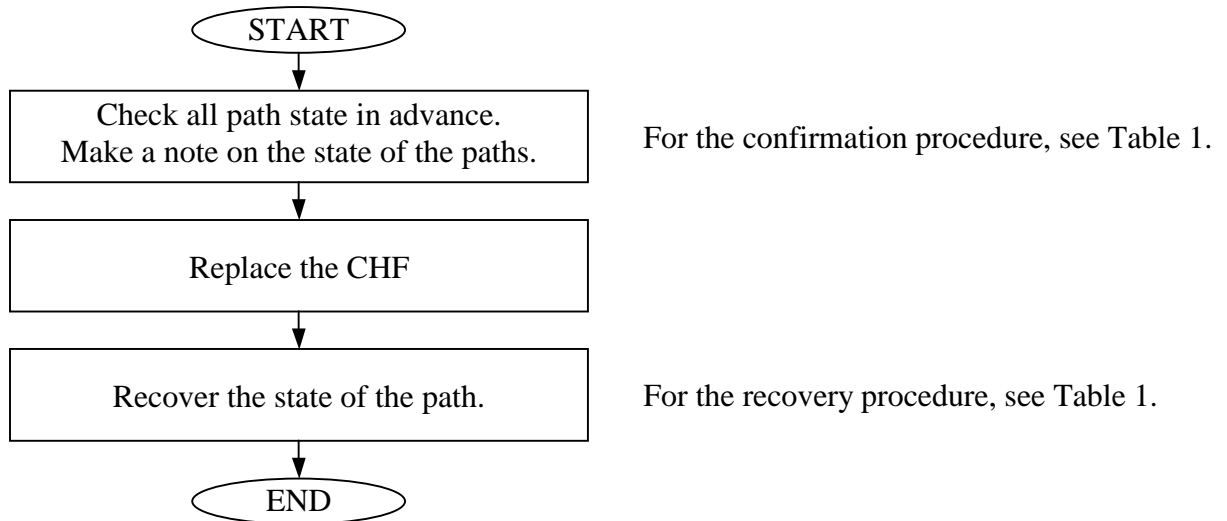 START
Check all path state in advance.
Make a note on the state of the paths.
For the confirmation procedure, see Table 1.
Replace the CHF
Recover the state of the path.
For the recovery procedure, see Table 1.
END